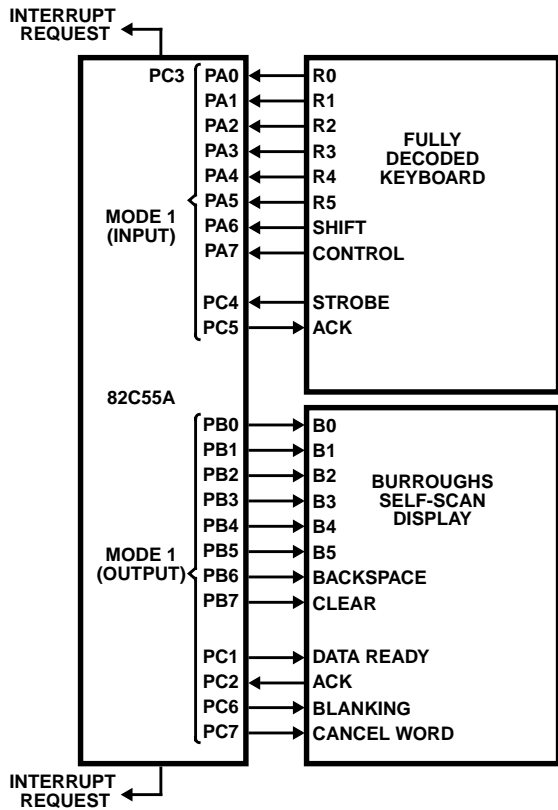 INTERRUPT
REQUEST
PC3 PA0 R0
PA1 R1
PA2 R2
PA3 R3
PA4 R4
PA5 R5
PA6 SHIFT
PA7 CONTROL
MODE 1
(INPUT)
FULLY
DECODED
KEYBOARD
PC4 STROBE
PC5 ACK
82C55A
PB0 B0
PB1 B1
PB2 B2
PB3 B3
PB4 B4
PB5 B5
PB6 BACKSPACE
PB7 CLEAR
MODE 1
(OUTPUT)
BURROUGHS
SELF-SCAN
DISPLAY
PC1 DATA READY
PC2 ACK
PC6 BLANKING
PC7 CANCEL WORD
INTERRUPT
REQUEST